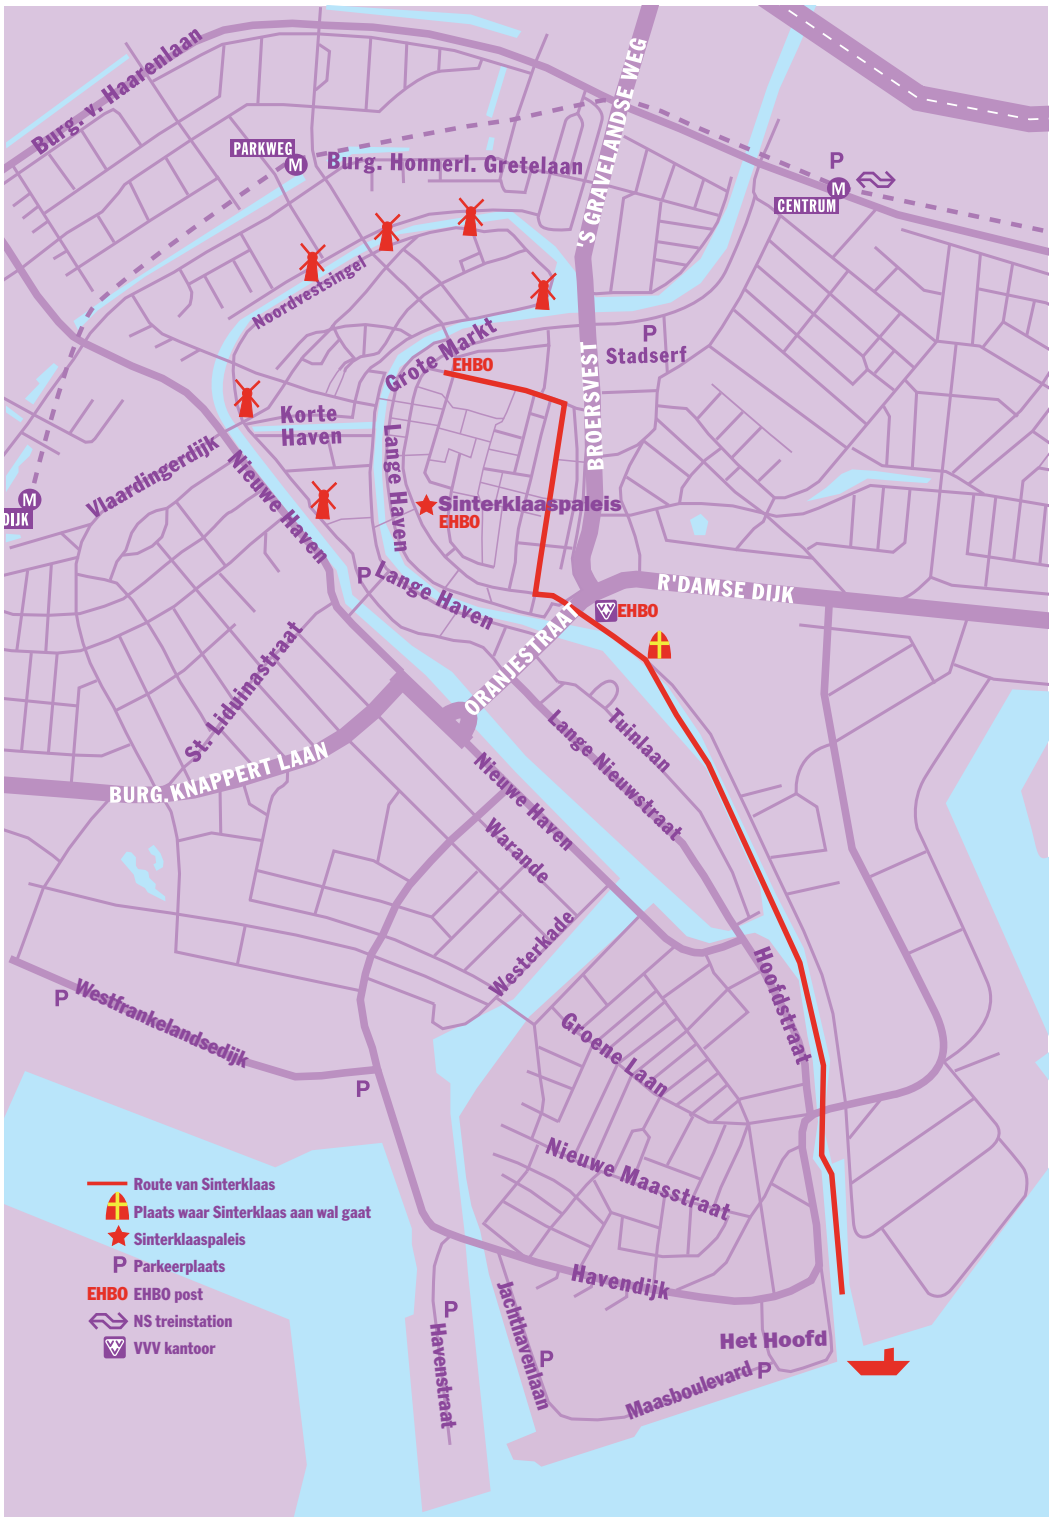 Burg. v. Haarenlaan
'S GRAVELANDSE WEG
PARKWEG
M
Burg. Honnerl. Gretelaan
P
M
CENTRUM
Noordvestsingel
Grote Markt
EHBO
P
Stadserf
BROERSVEST
Korte
Haven
Lange Haven
Vlaardingerdijk
Nieuwe Haven
M
DIJK
Sinterklaaspaleis
EHBO
P
Lange Haven
R'DAMSE DIJK
VVV
EHBO
ORANJESTRAAT
St. Liduinastraat
Tuinlaan
Lange Nieuwstraat
BURG. KNAPPERT LAAN
Nieuwe Haven
Warande
Westerkade
Hoofdstraat
P
Westfrankelandsedijk
Groene Laan
P
Nieuwe Maasstraat
Route van Sinterklaas
Plaats waar Sinterklaas aan wal gaat
Sinterklaaspaleis
P Parkeerplaats
EHBO EHBO post
NS treinstation
VVV VVV kantoor
Havendijk
P
Havenstraat
Jachthavenlaan
P
Het Hoofd
Maasboulevard
P